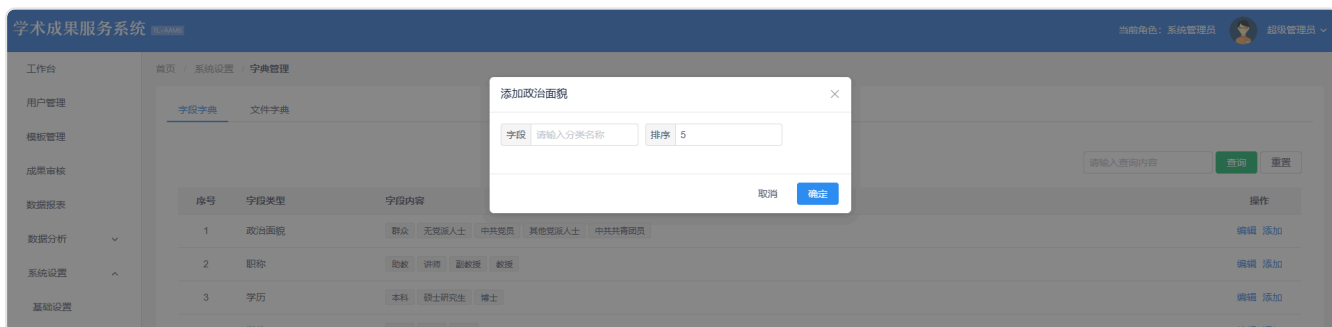 学术成果服务系统
当前角色：系统管理员 超级管理员
工作台
首页 / 系统设置 / 字典管理
添加政治面貌
用户管理
字段字典 文件字典
字段 请输入分类名称 排序 5
模板管理
成果审核
请输入查询内容 查询 重置
取消 确定
数据报表
序号 字段类型 字段内容 操作
数据分析
1 政治面貌 群众 无党派人士 中共党员 其他党派人士 中共共青团员 编辑 添加
2 职称 助教 讲师 副教授 教授 编辑 添加
系统设置
3 学历 本科 硕士研究生 博士 编辑 添加
基础设置